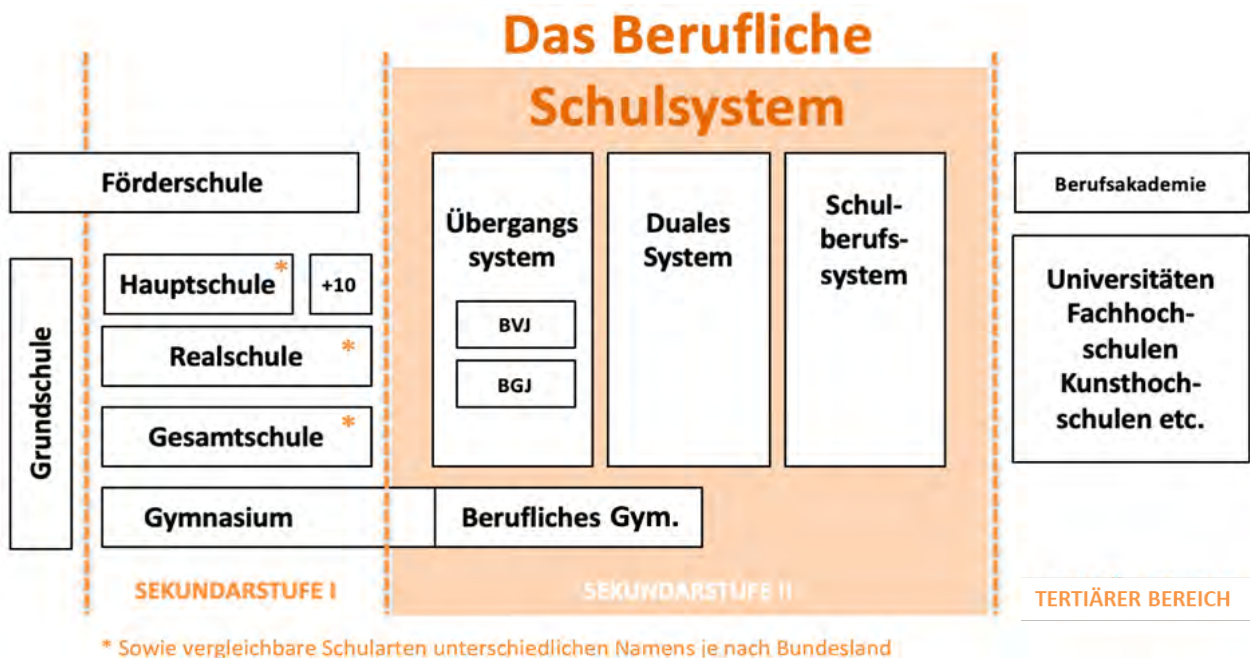 Das Berufliche
Schulsystem
Förderschule
Grundschule
Hauptschule *
+10
Realschule *
Gesamtschule *
Gymnasium
Berufliches Gym.
Übergangs
system
BVJ
BGJ
Duales
System
Schul-
berufs-
system
Berufsakademie
Universitäten
Fachhoch-
schulen
Kunsthoch-
schulen etc.
SEKUNDARSTUFE I
SEKUNDARSTUFE II
TERTIÄRER BEREICH
* Sowie vergleichbare Schularten unterschiedlichen Namens je nach Bundesland